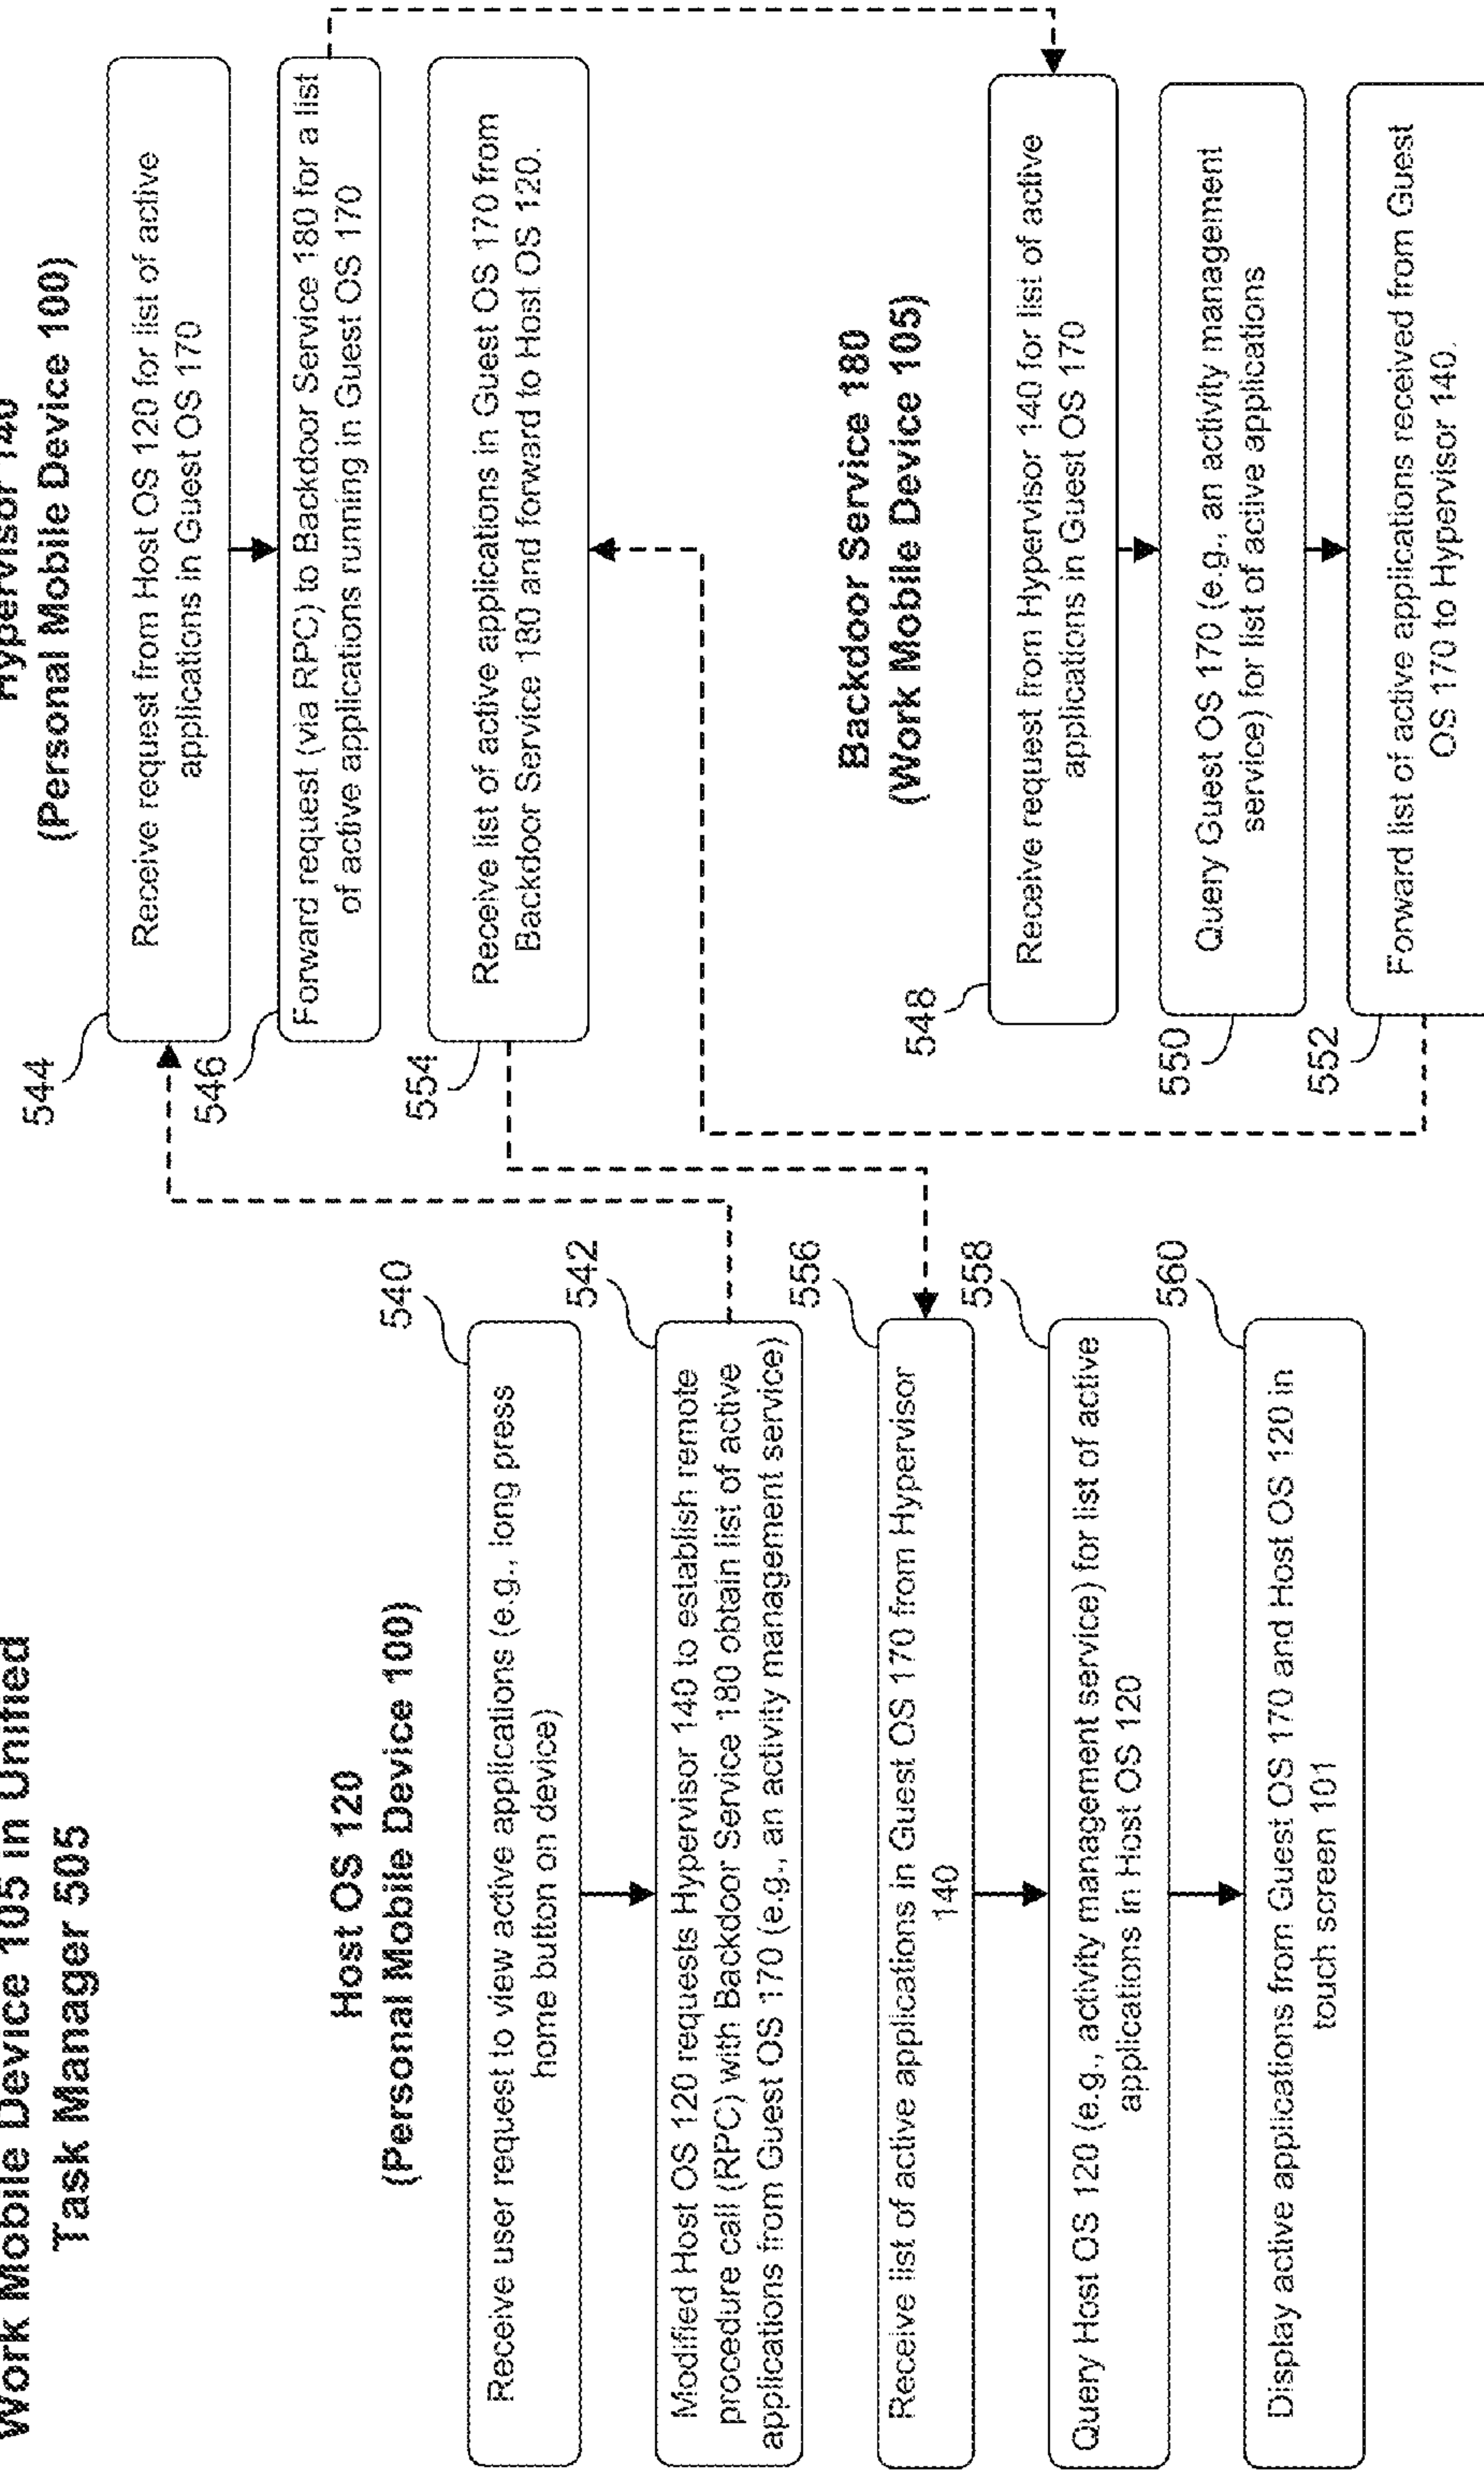 Work Mobile Device 105 in Unified
Task Manager 505
Host OS 120
(Personal Mobile Device 100)
540
Receive user request to view active applications (e.g., long press
home button on device)
542
Modified Host OS 120 requests Hypervisor 140 to establish remote
procedure call (RPC) with Backdoor Service 180 obtain list of active
applications from Guest OS 170 (e.g., an activity management service)
556
Receive list of active applications in Guest OS 170 from Hypervisor
140
558
Query Host OS 120 (e.g., activity management service) for list of active
applications in Host OS 120
560
Display active applications from Guest OS 170 and Host OS 120 in
touch screen 101
Hypervisor 140
(Personal Mobile Device 100)
544
Receive request from Host OS 120 for list of active
applications in Guest OS 170
546
Forward request (via RPC) to Backdoor Service 180 for a list
of active applications running in Guest OS 170
554
Receive list of active applications in Guest OS 170 from
Backdoor Service 180 and forward to Host OS 120.
Backdoor Service 180
(Work Mobile Device 105)
548
Receive request from Hypervisor 140 for list of active
applications in Guest OS 170
550
Query Guest OS 170 (e.g., an activity management
service) for list of active applications
552
Forward list of active applications received from Guest
OS 170 to Hypervisor 140.